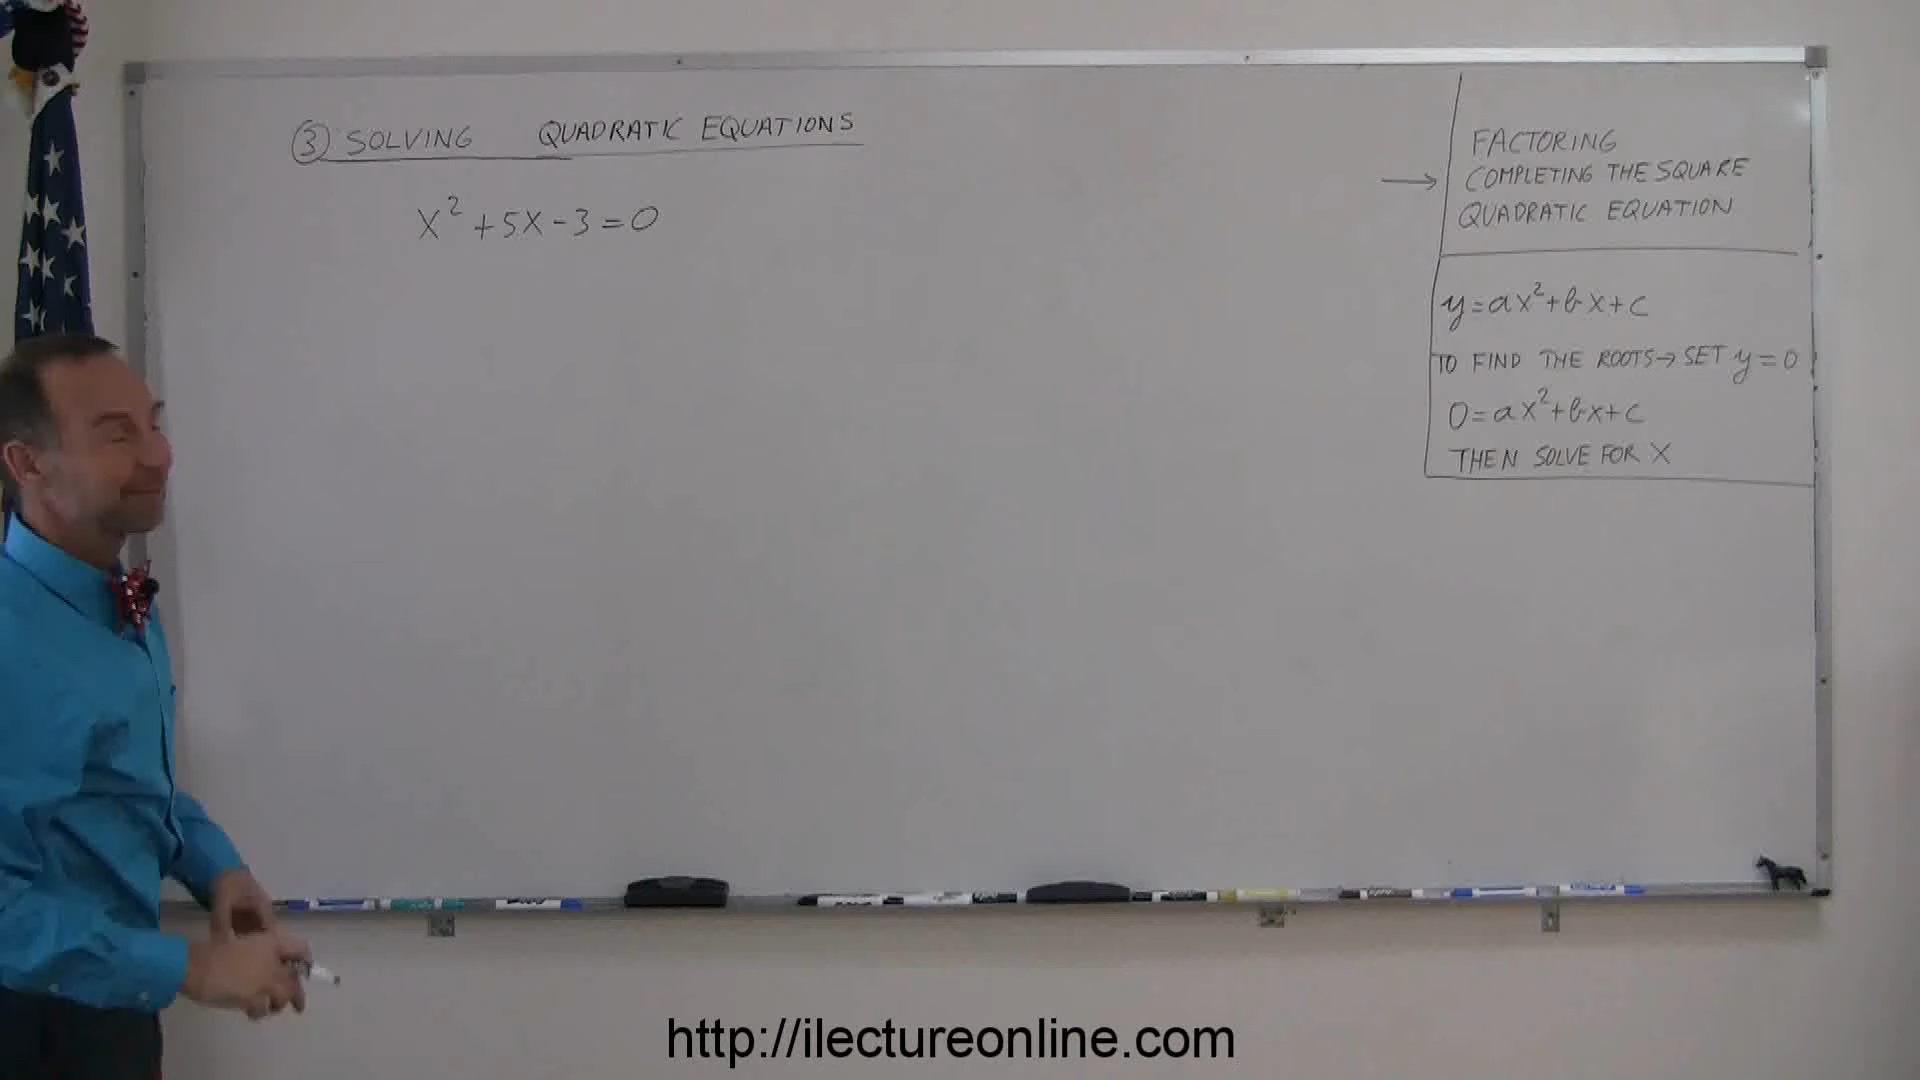 ③ SOLVING QUADRATIC EQUATIONS
x² + 5x - 3 = 0
→ FACTORING
COMPLETING THE SQUARE
QUADRATIC EQUATION
y = ax² + bx + c
TO FIND THE ROOTS → SET y = 0
0 = ax² + bx + c
THEN SOLVE FOR X
http://ilectureonline.com